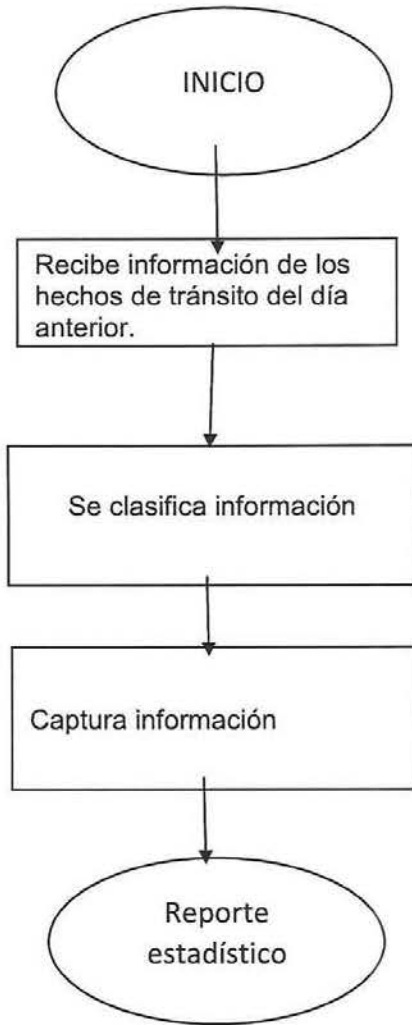 INICIO
Recibe información de los
hechos de tránsito del día
anterior.
Se clasifica información
Captura información
Reporte
estadístico